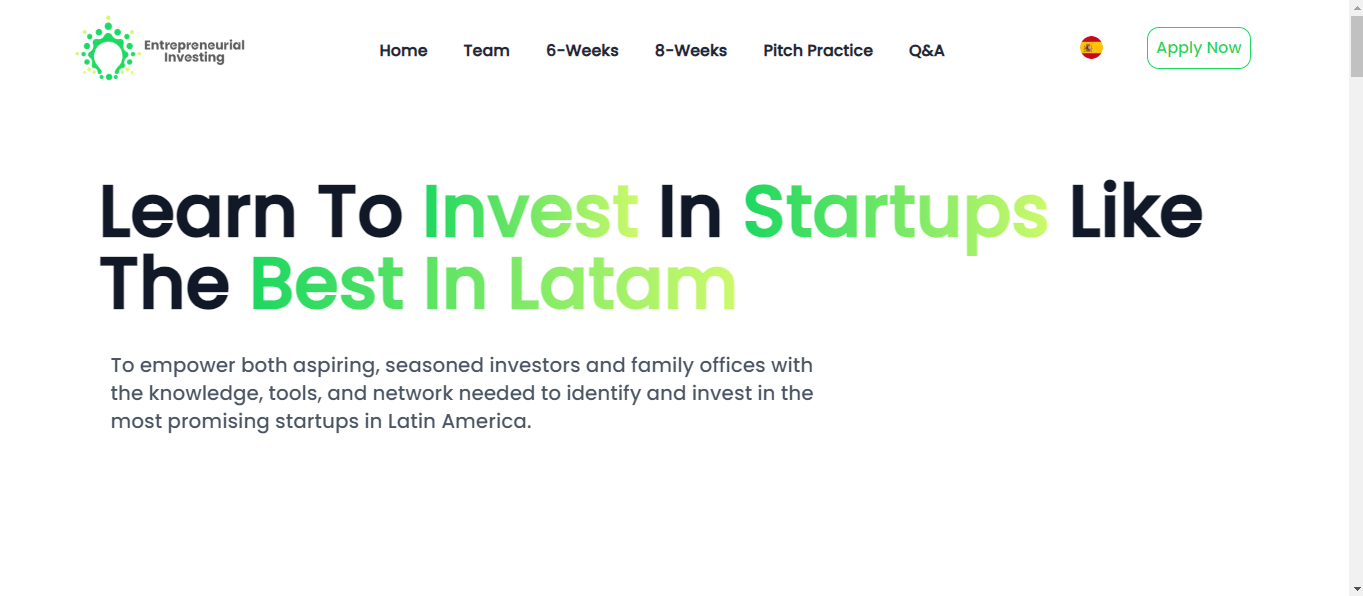 Entrepreneurial
Investing
Home Team 6-Weeks 8-Weeks Pitch Practice Q&A
Apply Now
Learn To Invest In Startups Like
The Best In Latam
To empower both aspiring, seasoned investors and family offices with
the knowledge, tools, and network needed to identify and invest in the
most promising startups in Latin America.